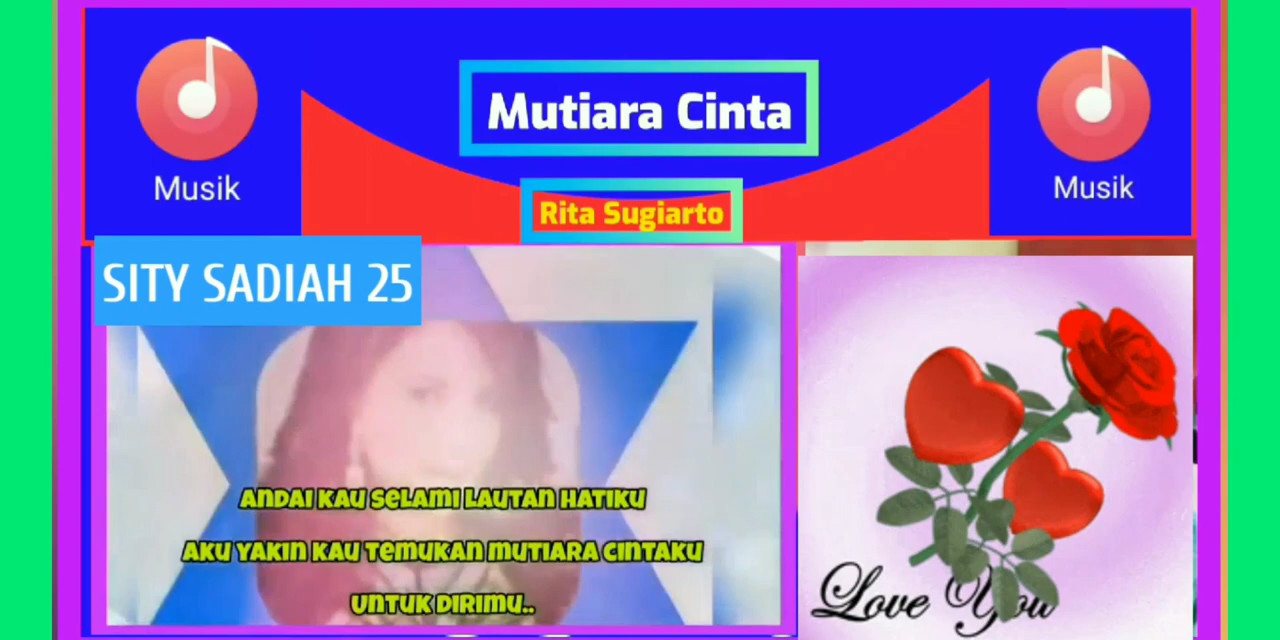 Mutiara Cinta
Musik
Musik
Rita Sugiarto
SITY SADIAH 25
ANDAI KAU SELAMI LAUTAN HATIKU
AKU YAKIN KAU TEMUKAN MUTIARA CINTAKU
UNTUK DIRIMU..
Love You